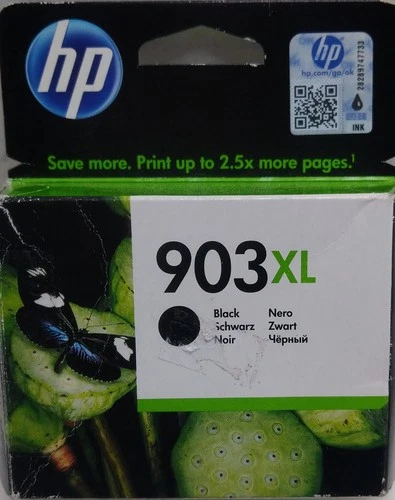 hp
hp
hp.com/go/ok
28289747733
INK
Save more. Print up to 2.5x more pages.¹
903XL
Black Nero
Schwarz Zwart
Noir Чёрный